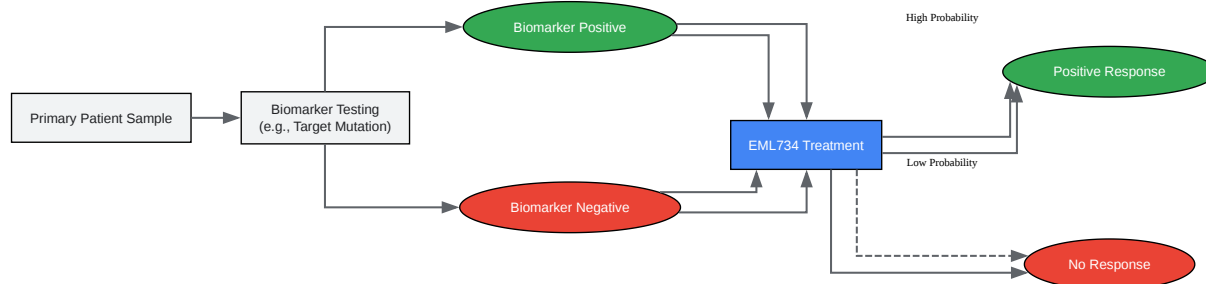 Primary Patient Sample
Biomarker Testing
(e.g., Target Mutation)
Biomarker Positive
Biomarker Negative
EML734 Treatment
High Probability
Low Probability
Positive Response
No Response